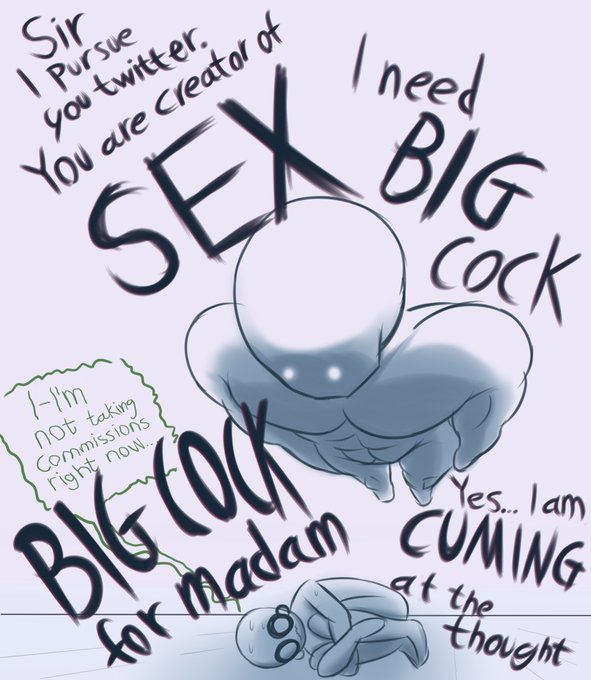 Sir
I Pursue
you twitter.
You are creator of
SEX
I need
BIG
COCK
I-I'm
not taking
commissions
right now...
BIG COCK
for madam
Yes... I am
CUMING
at the
thought